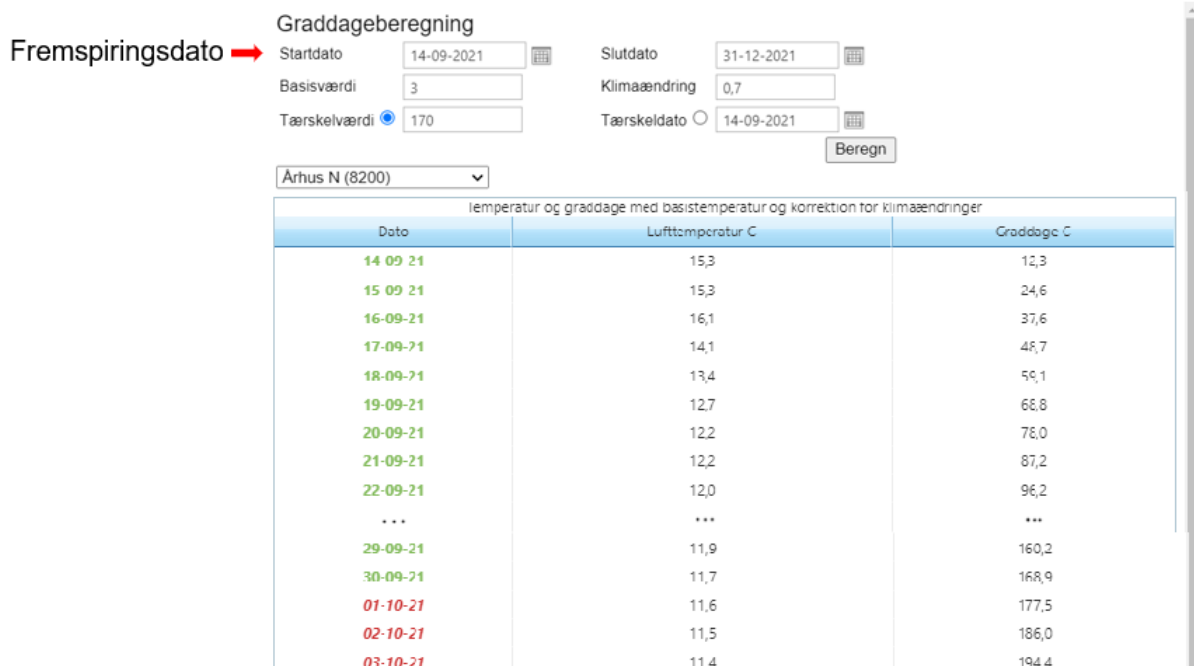 Graddageberegning
Fremspiringsdato
Startdato 14-09-2021 Slutdato 31-12-2021
Basisværdi 3 Klimaændring 0,7
Tærskelværdi 170 Tærskeldato 14-09-2021
Beregn
Århus N (8200)
Temperatur og graddage med basistemperatur og korrektion for klimaændringer
Dato Lufttemperatur C Graddage C
14-09-21 15,3 12,3
15-09-21 15,3 24,6
16-09-21 16,1 37,6
17-09-21 14,1 48,7
18-09-21 13,4 59,1
19-09-21 12,7 68,8
20-09-21 12,2 78,0
21-09-21 12,2 87,2
22-09-21 12,0 96,2
... ... ...
29-09-21 11,9 160,2
30-09-21 11,7 168,9
01-10-21 11,6 177,5
02-10-21 11,5 186,0
03-10-21 11,4 194,4